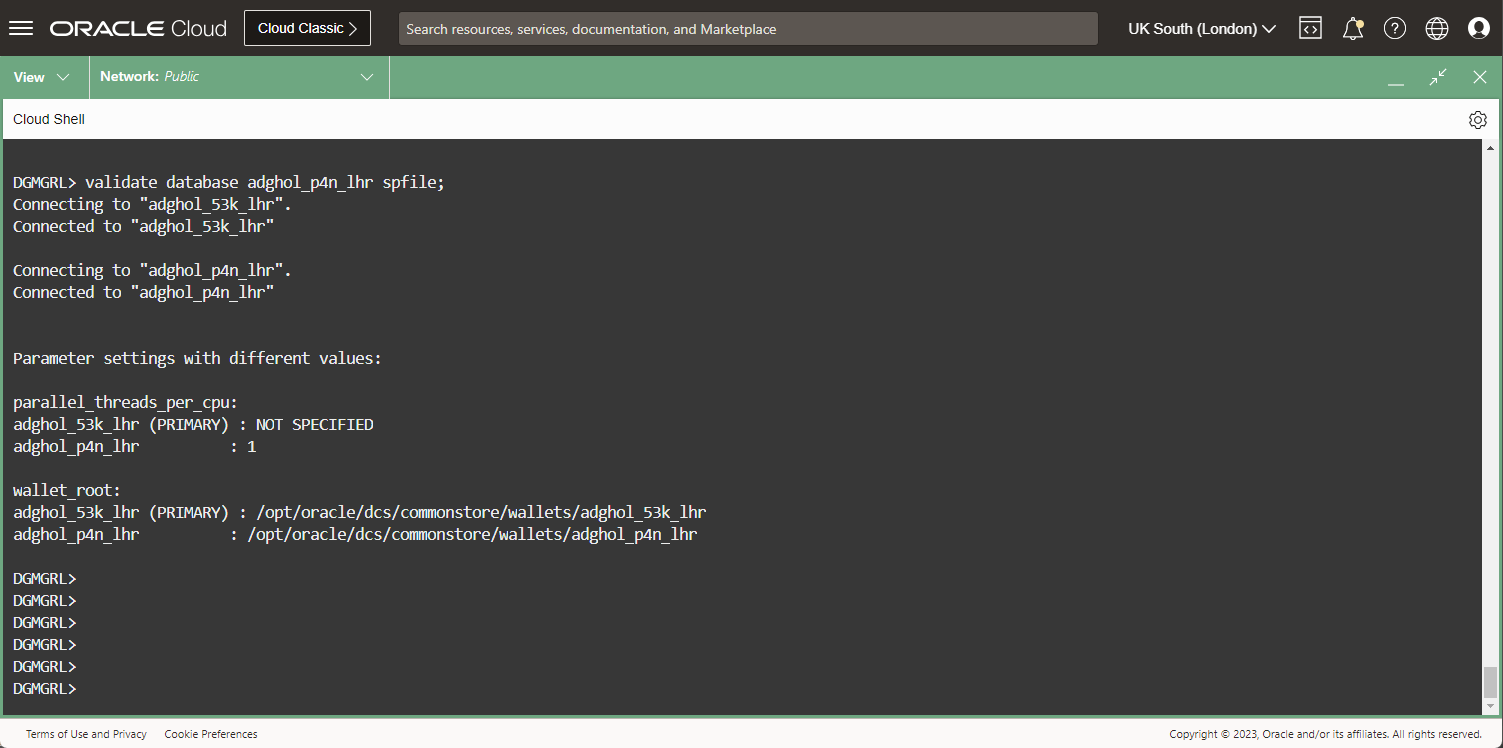 ORACLE Cloud
Cloud Classic
Search resources, services, documentation, and Marketplace
UK South (London)
View
Network: Public
Cloud Shell
DGMGRL> validate database adghol_p4n_lhr spfile;
Connecting to "adghol_53k_lhr".
Connected to "adghol_53k_lhr"
Connecting to "adghol_p4n_lhr".
Connected to "adghol_p4n_lhr"
Parameter settings with different values:
parallel_threads_per_cpu:
adghol_53k_lhr (PRIMARY) : NOT SPECIFIED
adghol_p4n_lhr           : 1
wallet_root:
adghol_53k_lhr (PRIMARY) : /opt/oracle/dcs/commonstore/wallets/adghol_53k_lhr
adghol_p4n_lhr           : /opt/oracle/dcs/commonstore/wallets/adghol_p4n_lhr
DGMGRL>
DGMGRL>
DGMGRL>
DGMGRL>
DGMGRL>
DGMGRL>
Terms of Use and Privacy
Cookie Preferences
Copyright © 2023, Oracle and/or its affiliates. All rights reserved.